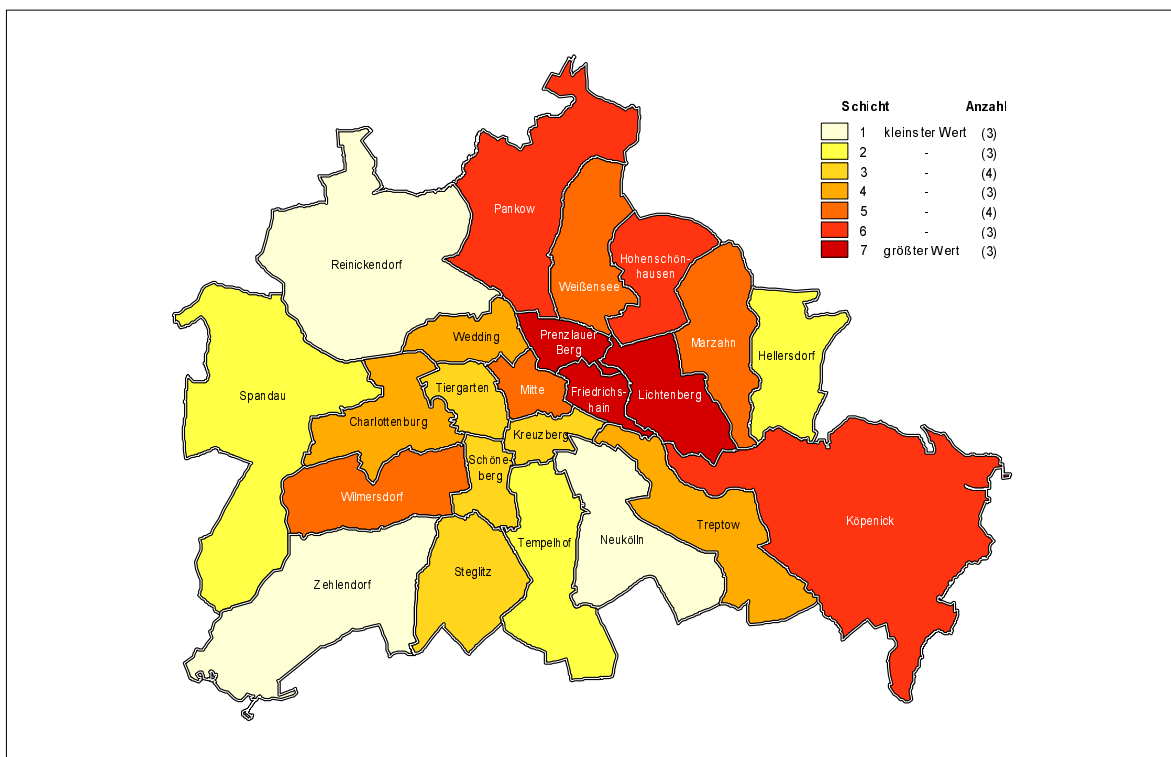 Schicht Anzahl
1 kleinster Wert (3)
2 - (3)
3 - (4)
4 - (3)
5 - (4)
6 - (3)
7 größter Wert (3)
Pankow
Reinickendorf
Hohenschön-
hausen
Weißensee
Wedding
Prenzlauer
Berg
Marzahn
Hellersdorf
Spandau
Tiergarten
Mitte
Friedrichs-
hain
Lichtenberg
Charlottenburg
Kreuzberg
Schöne-
berg
Wilmersdorf
Köpenick
Treptow
Tempelhof
Neukölln
Steglitz
Zehlendorf